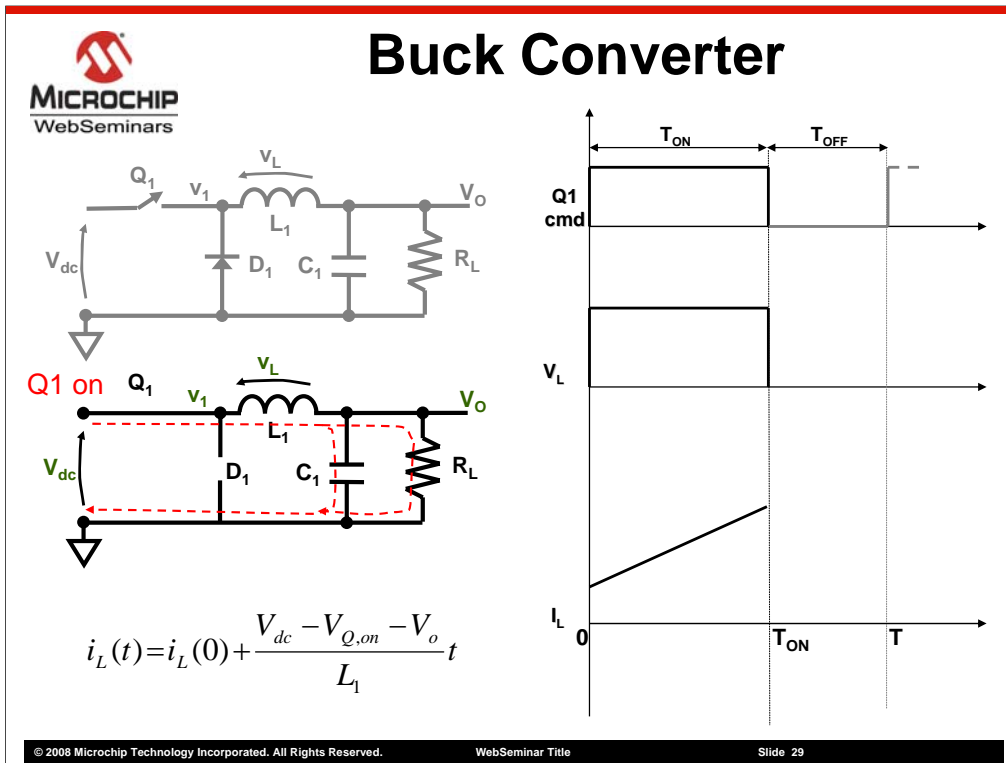 Buck Converter
MICROCHIP
WebSeminars
Q1
v1
vL
L1
VO
Vdc
D1
C1
RL
Q1 on
Q1
v1
vL
L1
VO
Vdc
D1
C1
RL
iL(t)=iL(0)+(Vdc−VQ,on−Vo)/L1 t
TON
TOFF
Q1
cmd
VL
IL
0
TON
T
© 2008 Microchip Technology Incorporated. All Rights Reserved.
WebSeminar Title
Slide 29